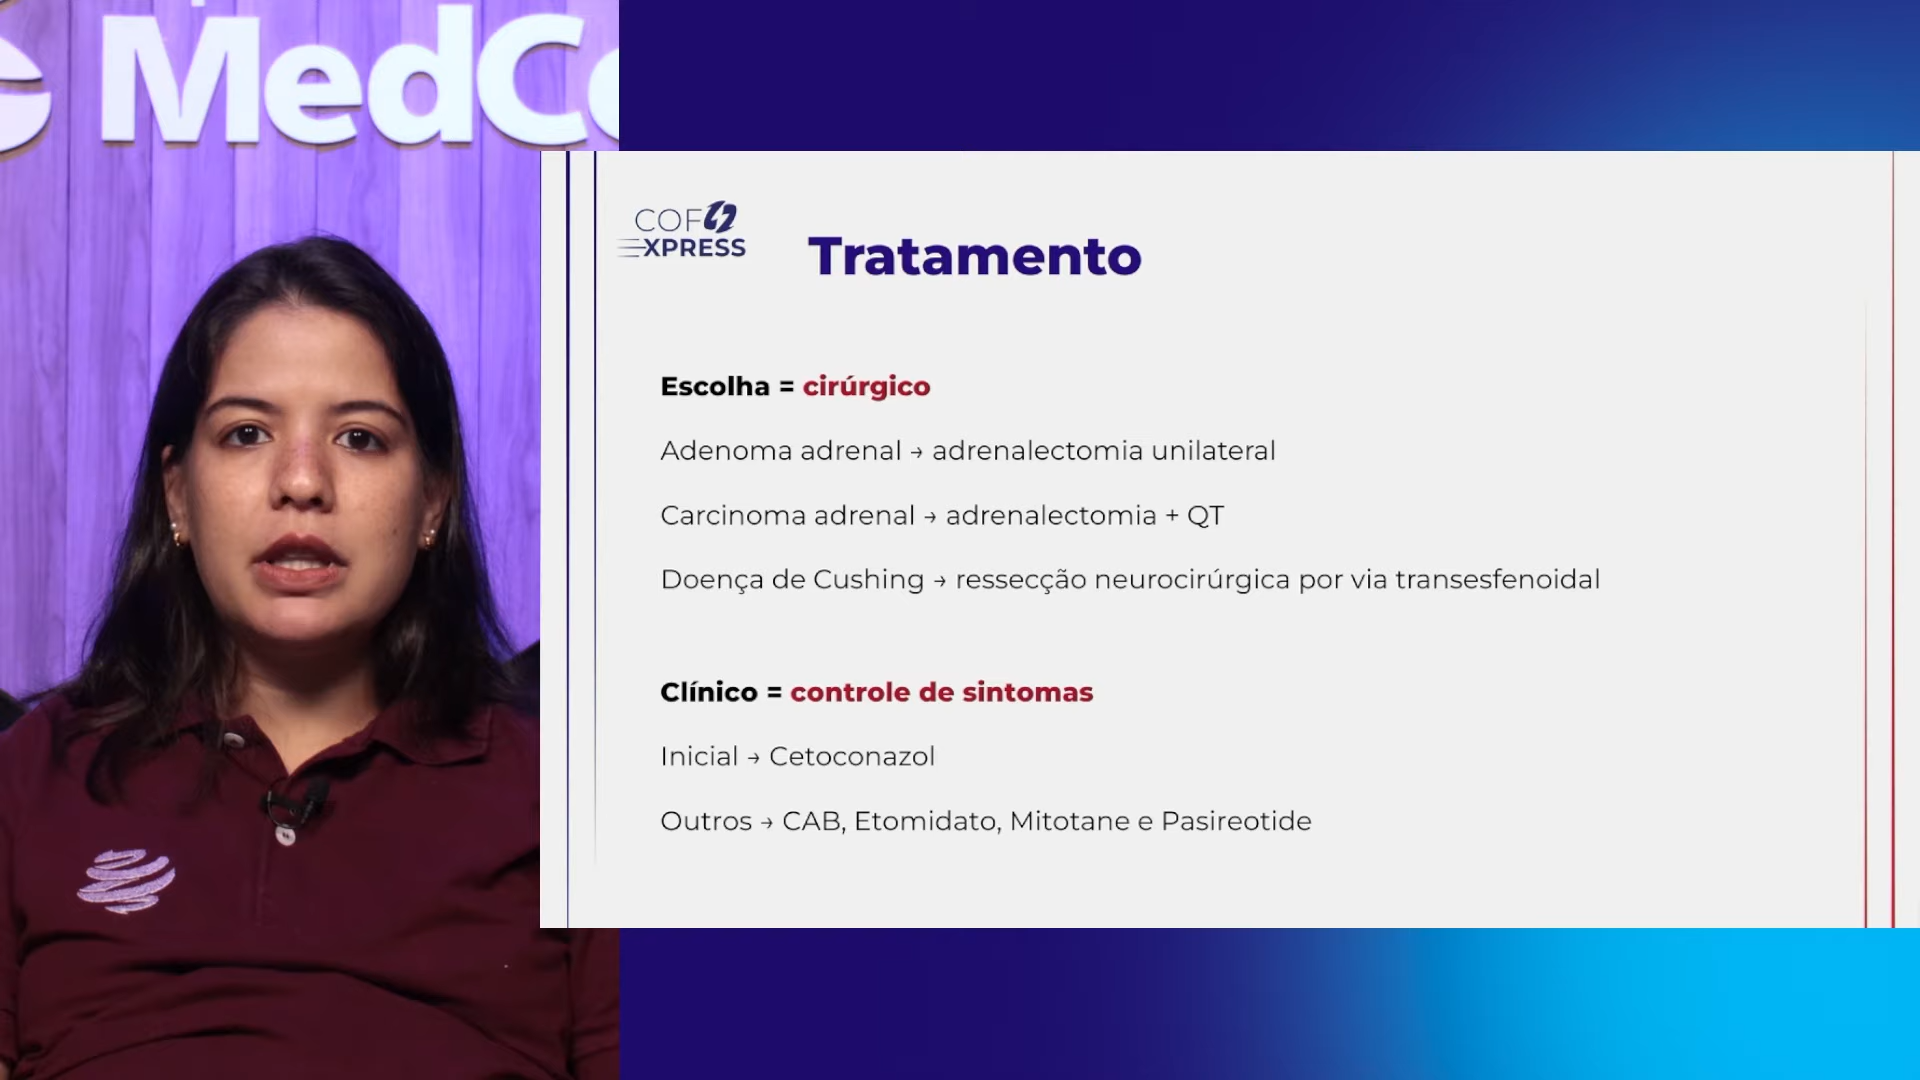 MedC
COF
XPRESS
Tratamento
Escolha = cirúrgico
Adenoma adrenal → adrenalectomia unilateral
Carcinoma adrenal → adrenalectomia + QT
Doença de Cushing → ressecção neurocirúrgica por via transesfenoidal
Clínico = controle de sintomas
Inicial → Cetoconazol
Outros → CAB, Etomidato, Mitotane e Pasireotide